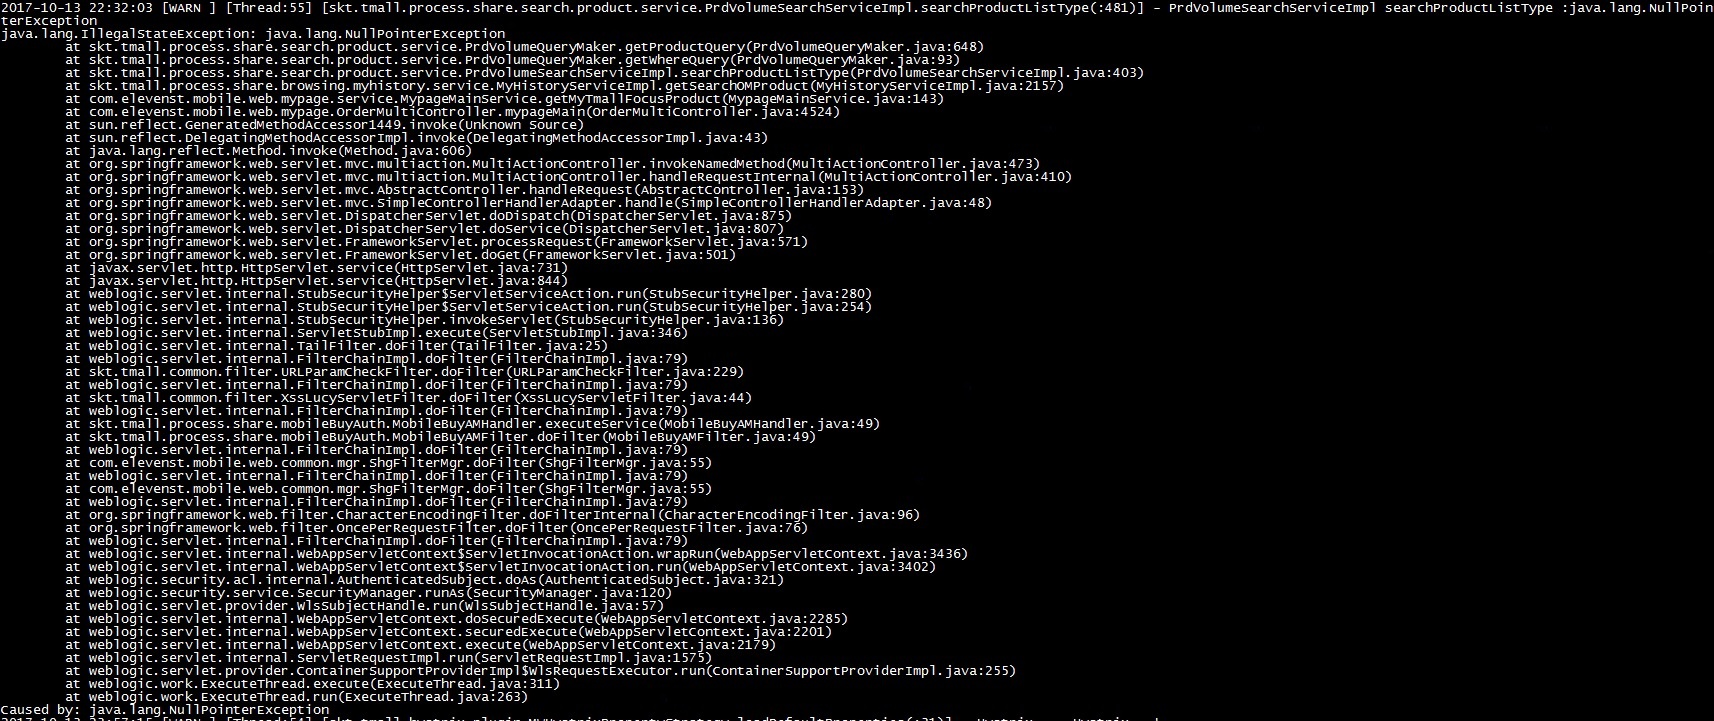 2017-10-13 22:32:03 [WARN ] [Thread:55] [skt.tmall.process.share.search.product.service.PrdVolumeSearchServiceImpl.searchProductListType(:481)] - PrdVolumeSearchServiceImpl searchProductListType :java.lang.NullPoin
terException
java.lang.IllegalStateException: java.lang.NullPointerException
at skt.tmall.process.share.search.product.service.PrdVolumeQueryMaker.getProductQuery(PrdVolumeQueryMaker.java:648)
at skt.tmall.process.share.search.product.service.PrdVolumeQueryMaker.getWhereQuery(PrdVolumeQueryMaker.java:93)
at skt.tmall.process.share.search.product.service.PrdVolumeSearchServiceImpl.searchProductListType(PrdVolumeSearchServiceImpl.java:403)
at skt.tmall.process.share.browsing.myhistory.service.MyHistoryServiceImpl.getSearchOMProduct(MyHistoryServiceImpl.java:2157)
at com.elevenst.mobile.web.mypage.service.MypageMainService.getMyTmallFocusProduct(MypageMainService.java:143)
at com.elevenst.mobile.web.mypage.OrderMultiController.mypageMain(OrderMultiController.java:4524)
at sun.reflect.GeneratedMethodAccessor1449.invoke(Unknown Source)
at sun.reflect.DelegatingMethodAccessorImpl.invoke(DelegatingMethodAccessorImpl.java:43)
at java.lang.reflect.Method.invoke(Method.java:606)
at org.springframework.web.servlet.mvc.multiaction.MultiActionController.invokeNamedMethod(MultiActionController.java:473)
at org.springframework.web.servlet.mvc.multiaction.MultiActionController.handleRequestInternal(MultiActionController.java:410)
at org.springframework.web.servlet.mvc.AbstractController.handleRequest(AbstractController.java:153)
at org.springframework.web.servlet.mvc.SimpleControllerHandlerAdapter.handle(SimpleControllerHandlerAdapter.java:48)
at org.springframework.web.servlet.DispatcherServlet.doDispatch(DispatcherServlet.java:875)
at org.springframework.web.servlet.DispatcherServlet.doService(DispatcherServlet.java:807)
at org.springframework.web.servlet.FrameworkServlet.processRequest(FrameworkServlet.java:571)
at org.springframework.web.servlet.FrameworkServlet.doGet(FrameworkServlet.java:501)
at javax.servlet.http.HttpServlet.service(HttpServlet.java:731)
at javax.servlet.http.HttpServlet.service(HttpServlet.java:844)
at weblogic.servlet.internal.StubSecurityHelper$ServletServiceAction.run(StubSecurityHelper.java:280)
at weblogic.servlet.internal.StubSecurityHelper$ServletServiceAction.run(StubSecurityHelper.java:254)
at weblogic.servlet.internal.StubSecurityHelper.invokeServlet(StubSecurityHelper.java:136)
at weblogic.servlet.internal.ServletStubImpl.execute(ServletStubImpl.java:346)
at weblogic.servlet.internal.TailFilter.doFilter(TailFilter.java:25)
at weblogic.servlet.internal.FilterChainImpl.doFilter(FilterChainImpl.java:79)
at skt.tmall.common.filter.URLParamCheckFilter.doFilter(URLParamCheckFilter.java:229)
at weblogic.servlet.internal.FilterChainImpl.doFilter(FilterChainImpl.java:79)
at skt.tmall.common.filter.XssLucyServletFilter.doFilter(XssLucyServletFilter.java:44)
at weblogic.servlet.internal.FilterChainImpl.doFilter(FilterChainImpl.java:79)
at skt.tmall.process.share.mobileBuyAuth.MobileBuyAMHandler.executeService(MobileBuyAMHandler.java:49)
at skt.tmall.process.share.mobileBuyAuth.MobileBuyAMFilter.doFilter(MobileBuyAMFilter.java:49)
at weblogic.servlet.internal.FilterChainImpl.doFilter(FilterChainImpl.java:79)
at com.elevenst.mobile.web.common.mgr.ShgFilterMgr.doFilter(ShgFilterMgr.java:55)
at weblogic.servlet.internal.FilterChainImpl.doFilter(FilterChainImpl.java:79)
at com.elevenst.mobile.web.common.mgr.ShgFilterMgr.doFilter(ShgFilterMgr.java:55)
at weblogic.servlet.internal.FilterChainImpl.doFilter(FilterChainImpl.java:79)
at org.springframework.web.filter.CharacterEncodingFilter.doFilterInternal(CharacterEncodingFilter.java:96)
at org.springframework.web.filter.OncePerRequestFilter.doFilter(OncePerRequestFilter.java:76)
at weblogic.servlet.internal.FilterChainImpl.doFilter(FilterChainImpl.java:79)
at weblogic.servlet.internal.WebAppServletContext$ServletInvocationAction.wrapRun(WebAppServletContext.java:3436)
at weblogic.servlet.internal.WebAppServletContext$ServletInvocationAction.run(WebAppServletContext.java:3402)
at weblogic.security.acl.internal.AuthenticatedSubject.doAs(AuthenticatedSubject.java:321)
at weblogic.security.service.SecurityManager.runAs(SecurityManager.java:120)
at weblogic.servlet.provider.WlsSubjectHandle.run(WlsSubjectHandle.java:57)
at weblogic.servlet.internal.WebAppServletContext.doSecuredExecute(WebAppServletContext.java:2285)
at weblogic.servlet.internal.WebAppServletContext.securedExecute(WebAppServletContext.java:2201)
at weblogic.servlet.internal.WebAppServletContext.execute(WebAppServletContext.java:2179)
at weblogic.servlet.internal.ServletRequestImpl.run(ServletRequestImpl.java:1575)
at weblogic.servlet.provider.ContainerSupportProviderImpl$WlsRequestExecutor.run(ContainerSupportProviderImpl.java:255)
at weblogic.work.ExecuteThread.execute(ExecuteThread.java:311)
at weblogic.work.ExecuteThread.run(ExecuteThread.java:263)
Caused by: java.lang.NullPointerException